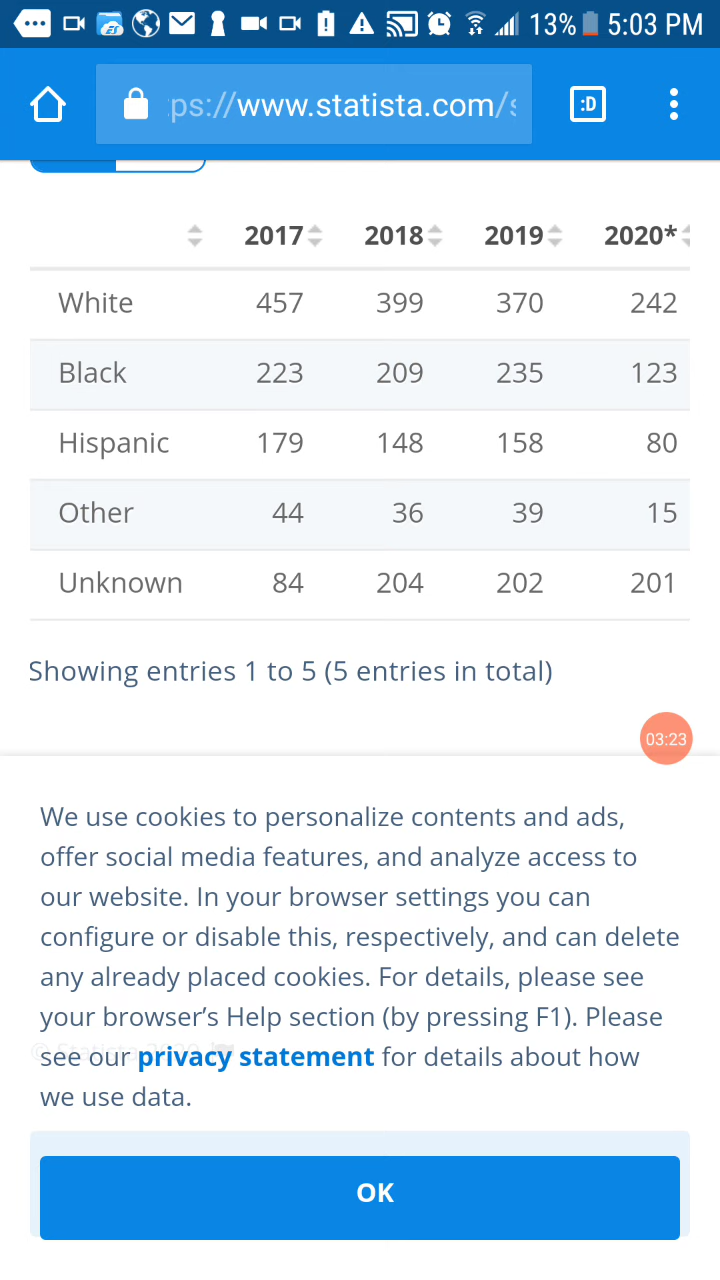 13% 5:03 PM
ps://www.statista.com/s :D
2017 2018 2019 2020*
White 457 399 370 242
Black 223 209 235 123
Hispanic 179 148 158 80
Other 44 36 39 15
Unknown 84 204 202 201
Showing entries 1 to 5 (5 entries in total)
03:23
We use cookies to personalize contents and ads,
offer social media features, and analyze access to
our website. In your browser settings you can
configure or disable this, respectively, and can delete
any already placed cookies. For details, please see
your browser’s Help section (by pressing F1). Please
see our privacy statement for details about how
we use data.
© Statista 2020
OK